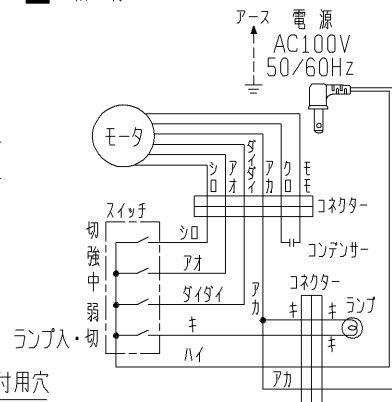 アース 電源
AC100V
50/60Hz
モータ
シロ
アオ
ダイダイ
アカ
クロ
モモ
コネクター
スイッチ
切
強
中
弱
シロ
アオ
ダイダイ
キ
ハイ
コンデンサー
コネクター
アカ
キ
キ
ランプ
キ
ランプ入・切
アカ
付用穴